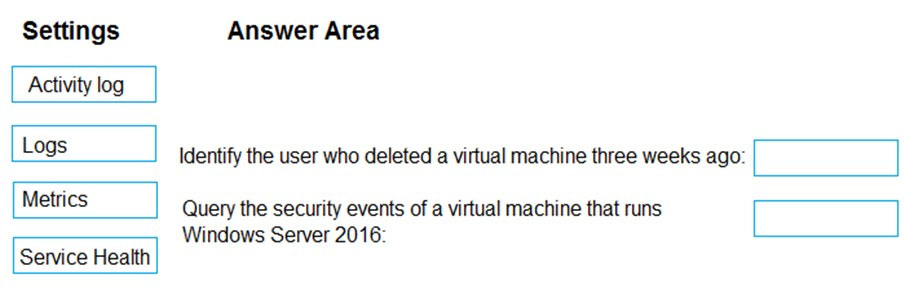 Settings
Answer Area
Activity log
Logs
Metrics
Service Health
Identify the user who deleted a virtual machine three weeks ago:
Query the security events of a virtual machine that runs
Windows Server 2016: